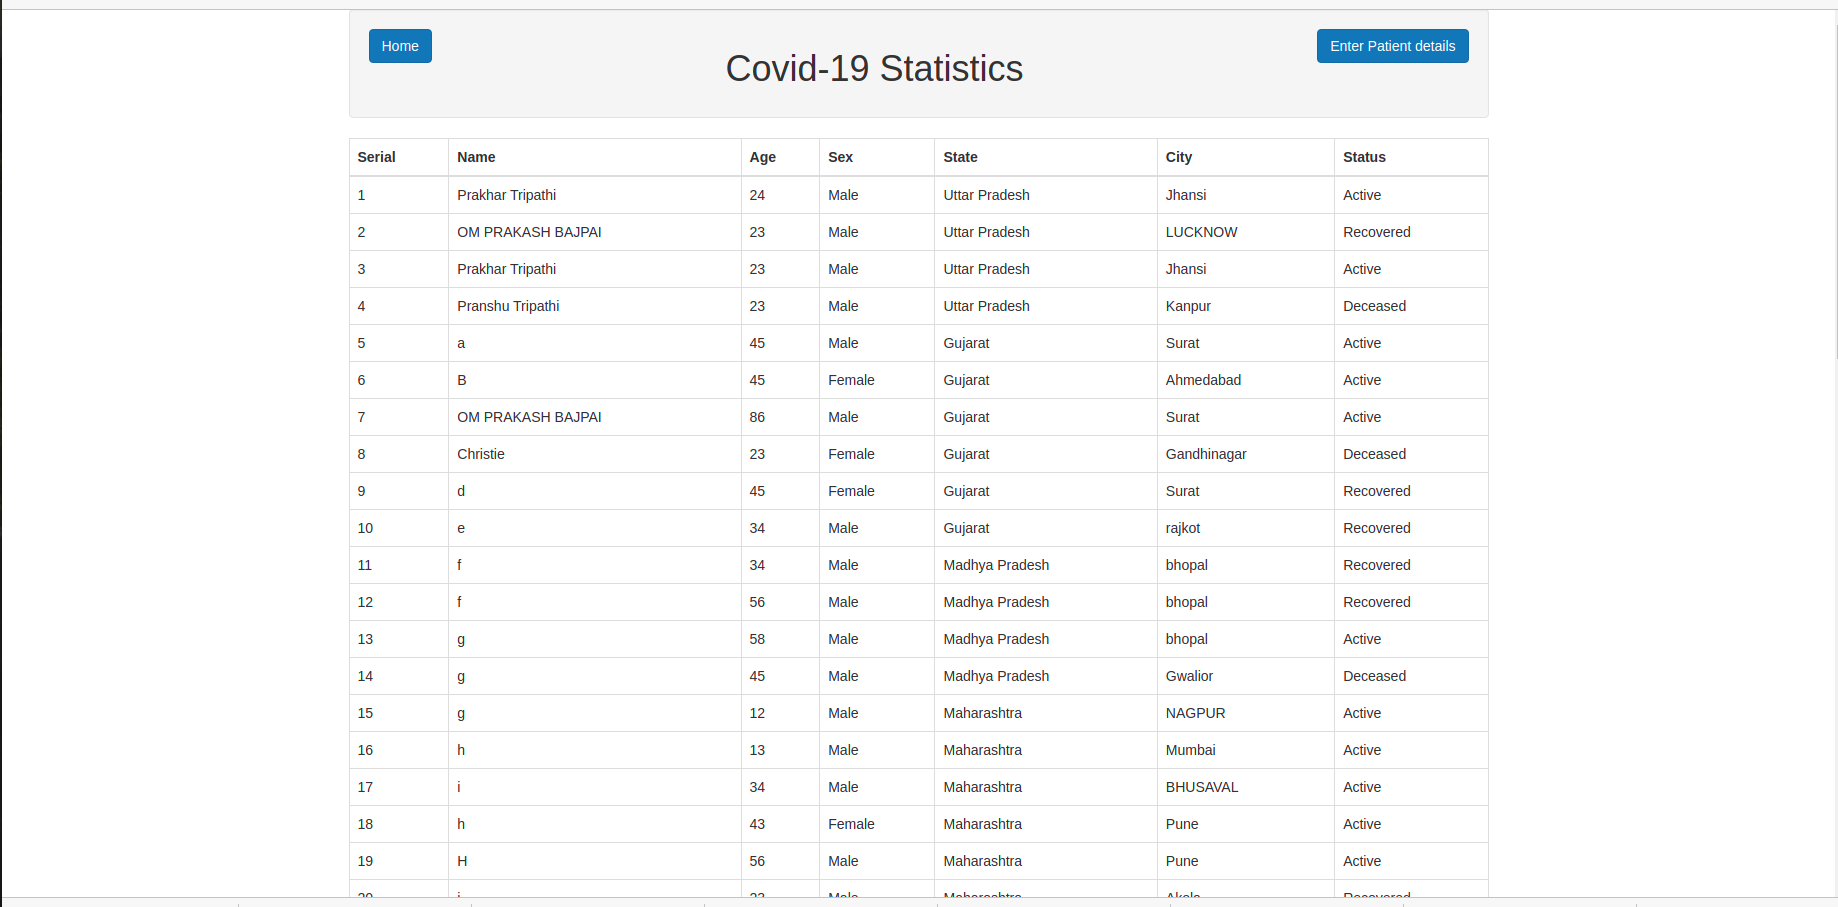 Home
Covid-19 Statistics
Enter Patient details
Serial Name Age Sex State City Status
1 Prakhar Tripathi 24 Male Uttar Pradesh Jhansi Active
2 OM PRAKASH BAJPAI 23 Male Uttar Pradesh LUCKNOW Recovered
3 Prakhar Tripathi 23 Male Uttar Pradesh Jhansi Active
4 Pranshu Tripathi 23 Male Uttar Pradesh Kanpur Deceased
5 a 45 Male Gujarat Surat Active
6 B 45 Female Gujarat Ahmedabad Active
7 OM PRAKASH BAJPAI 86 Male Gujarat Surat Active
8 Christie 23 Female Gujarat Gandhinagar Deceased
9 d 45 Female Gujarat Surat Recovered
10 e 34 Male Gujarat rajkot Recovered
11 f 34 Male Madhya Pradesh bhopal Recovered
12 f 56 Male Madhya Pradesh bhopal Recovered
13 g 58 Male Madhya Pradesh bhopal Active
14 g 45 Male Madhya Pradesh Gwalior Deceased
15 g 12 Male Maharashtra NAGPUR Active
16 h 13 Male Maharashtra Mumbai Active
17 i 34 Male Maharashtra BHUSAVAL Active
18 h 43 Female Maharashtra Pune Active
19 H 56 Male Maharashtra Pune Active
Male Maharashtra Akola Recovered